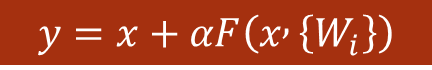 y = x + αF(x, {W_i})